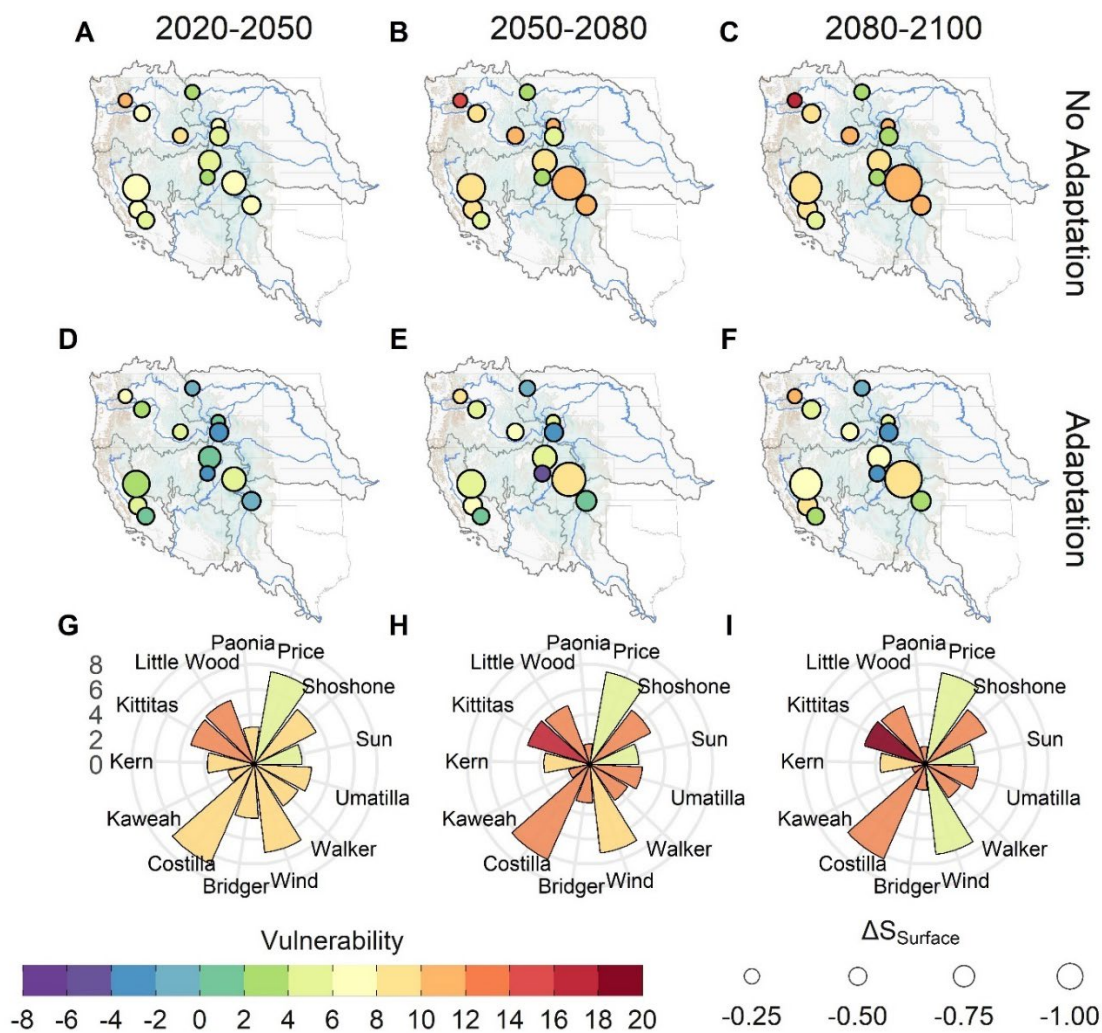 A 2020-2050 B 2050-2080 C 2080-2100
No Adaptation
D E F
Adaptation
G H I
8
6
4
2
0
Paonia
Price
Shoshone
Sun
Umatilla
Walker
Wind
Bridger
Costilla
Kaweah
Kern
Kittitas
Little Wood
Paonia
Price
Shoshone
Sun
Umatilla
Walker
Wind
Bridger
Costilla
Kaweah
Kern
Kittitas
Little Wood
Paonia
Price
Shoshone
Sun
Umatilla
Walker
Wind
Bridger
Costilla
Kaweah
Kern
Kittitas
Little Wood
Vulnerability
-8 -6 -4 -2 0 2 4 6 8 10 12 14 16 18 20
ΔSSurface
-0.25 -0.50 -0.75 -1.00